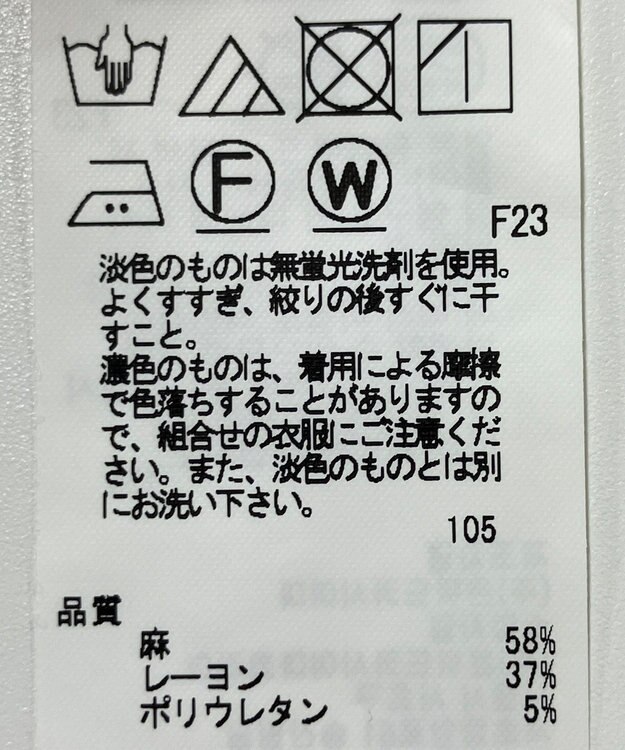 F W
F23
淡色のものは無蛍光洗剤を使用。
よくすすぎ、絞りの後すぐに干
すこと。
濃色のものは、着用による摩擦
で色落ちすることがありますの
で、組合せの衣服にご注意くだ
さい。また、淡色のものとは別
にお洗い下さい。
105
品質
麻 58%
レーヨン 37%
ポリウレタン 5%